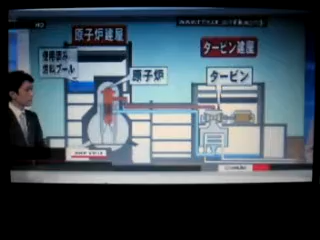 原子炉建屋
使用済み
燃料プール
原子炉
タービン建屋
タービン